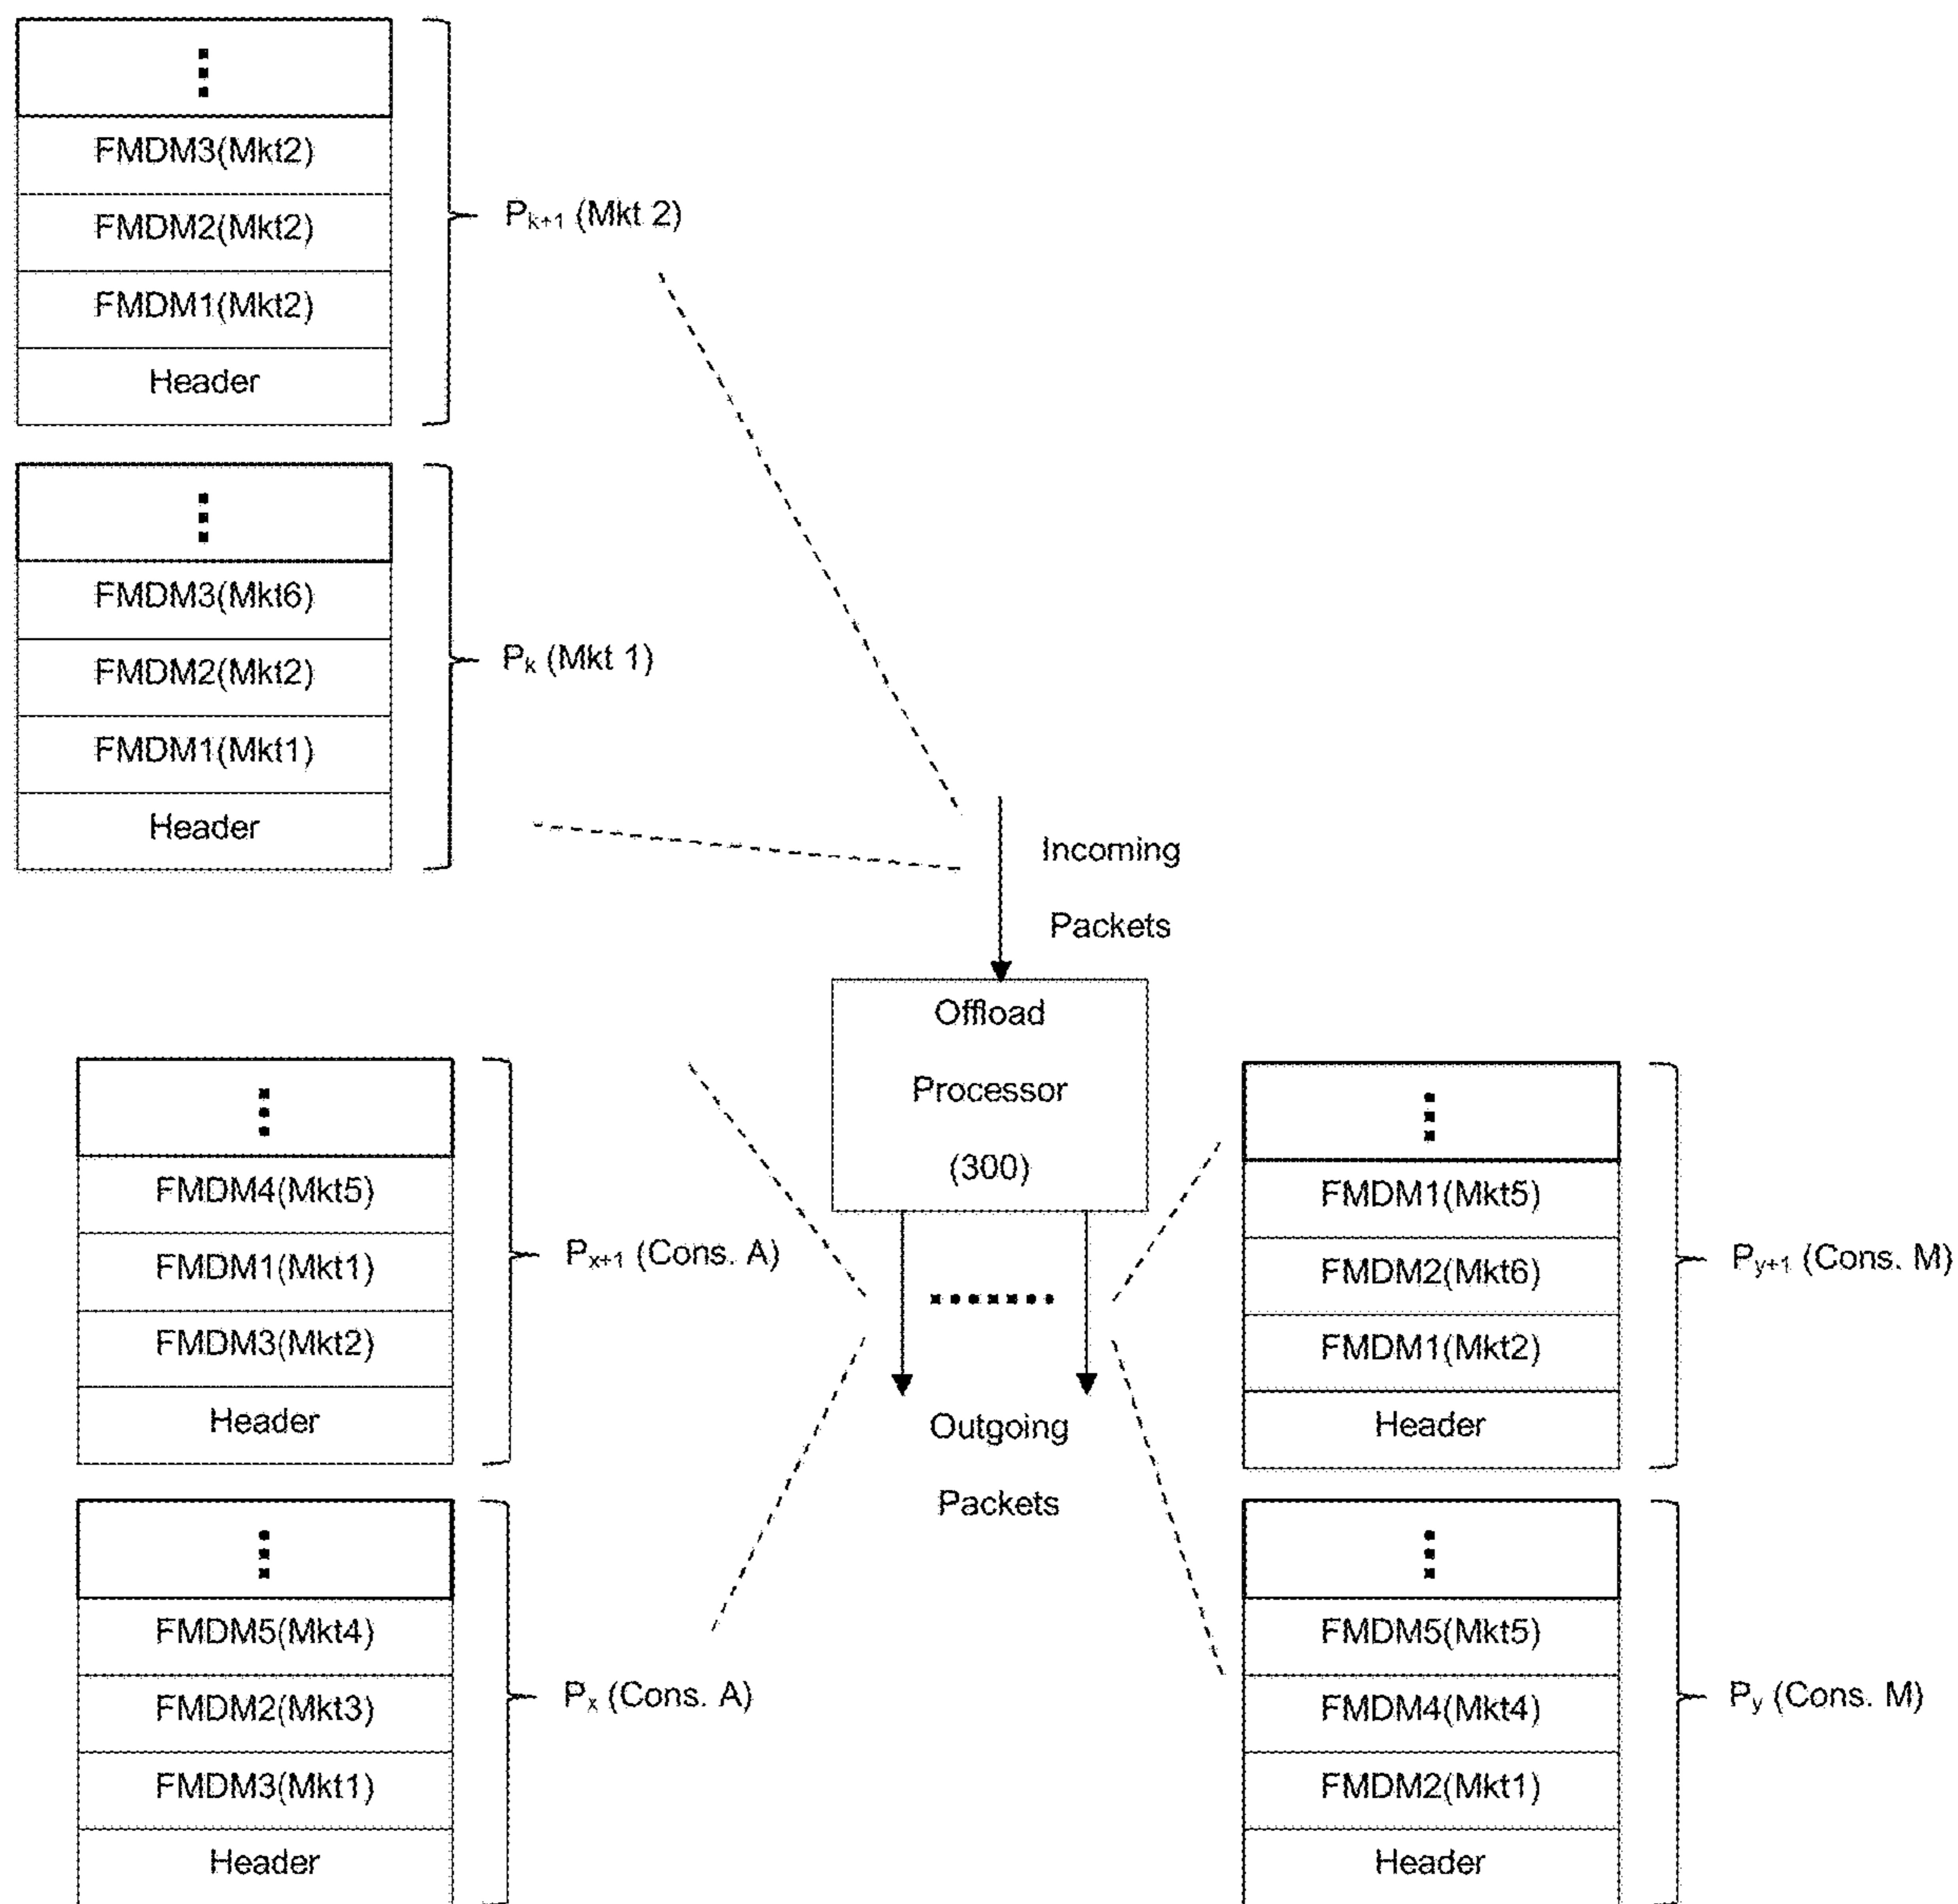 FMDM3(Mkt2)
FMDM2(Mkt2)
FMDM1(Mkt2)
Header
Pk+1 (Mkt 2)
FMDM3(Mkt6)
FMDM2(Mkt2)
FMDM1(Mkt1)
Header
Pk (Mkt 1)
Incoming
Packets
Offload
Processor
(300)
FMDM4(Mkt5)
FMDM1(Mkt1)
FMDM3(Mkt2)
Header
Px+1 (Cons. A)
FMDM5(Mkt4)
FMDM2(Mkt3)
FMDM3(Mkt1)
Header
Px (Cons. A)
Outgoing
Packets
FMDM1(Mkt5)
FMDM2(Mkt6)
FMDM1(Mkt2)
Header
Py+1 (Cons. M)
FMDM5(Mkt5)
FMDM4(Mkt4)
FMDM2(Mkt1)
Header
Py (Cons. M)